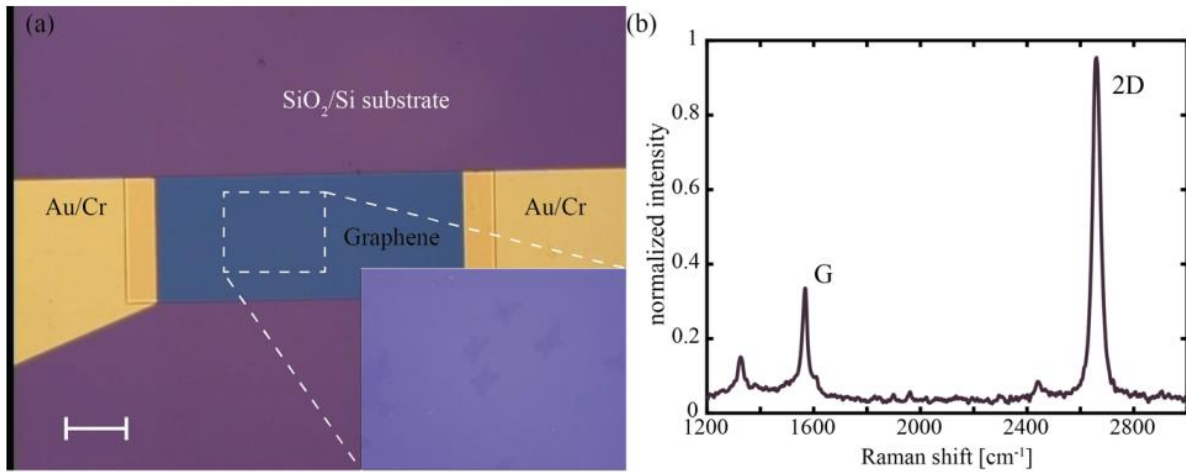 (a)
SiO2/Si substrate
Au/Cr
Au/Cr
Graphene
(b)
1
0.8
0.6
0.4
0.2
0
normalized intensity
G
2D
1200
1600
2000
2400
2800
Raman shift [cm-1]